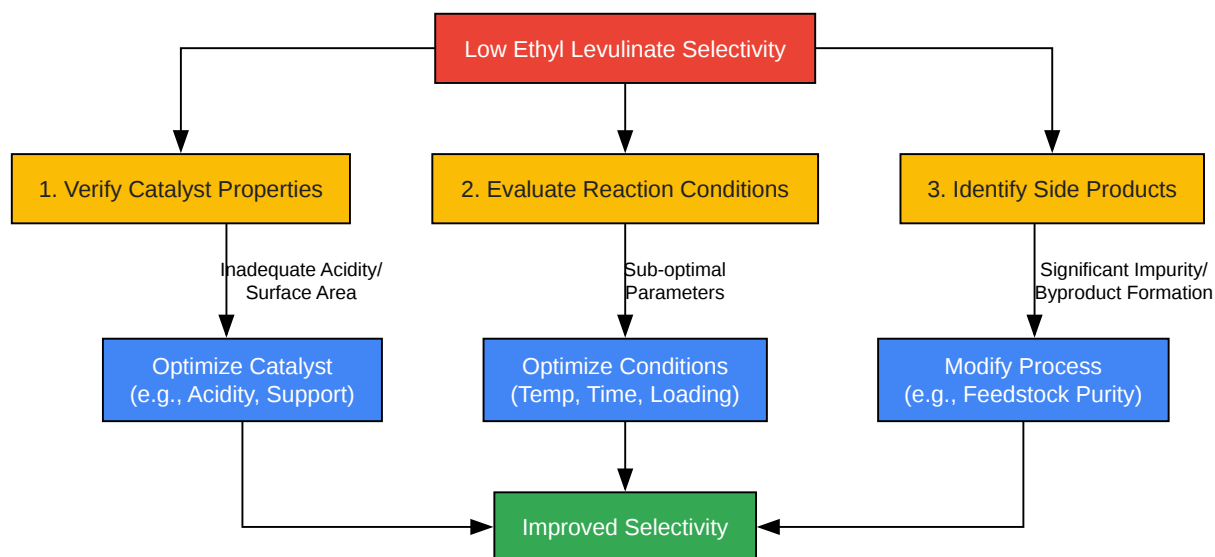 Low Ethyl Levulinate Selectivity
1. Verify Catalyst Properties
2. Evaluate Reaction Conditions
3. Identify Side Products
Inadequate Acidity/
Surface Area
Sub-optimal
Parameters
Significant Impurity/
Byproduct Formation
Optimize Catalyst
(e.g., Acidity, Support)
Optimize Conditions
(Temp, Time, Loading)
Modify Process
(e.g., Feedstock Purity)
Improved Selectivity